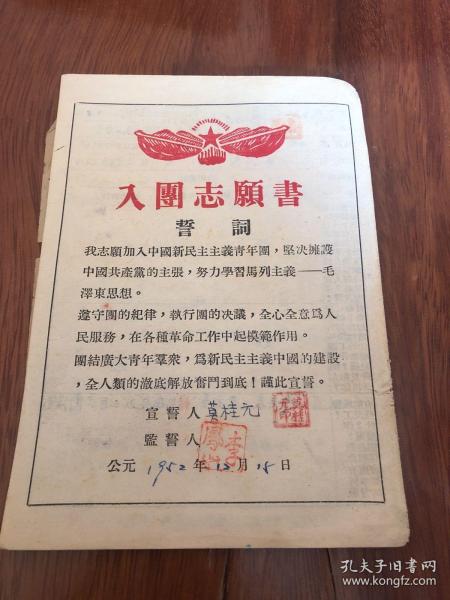 入團志願書
誓詞
我志願加入中國新民主主義青年團，堅決擁護
中國共產黨的主張，努力學習馬列主義——毛
澤東思想。
遵守團的紀律，執行團的决議，全心全意爲人
民服務，在各種革命工作中起模範作用。
團結廣大青年羣衆，爲新民主主義中國的建設
，全人類的澈底解放奮鬥到底！謹此宣誓。
宣誓人莫桂元
監誓人
公元 1952 年 12 月 15 日
孔夫子旧書网
www.kongfz.com